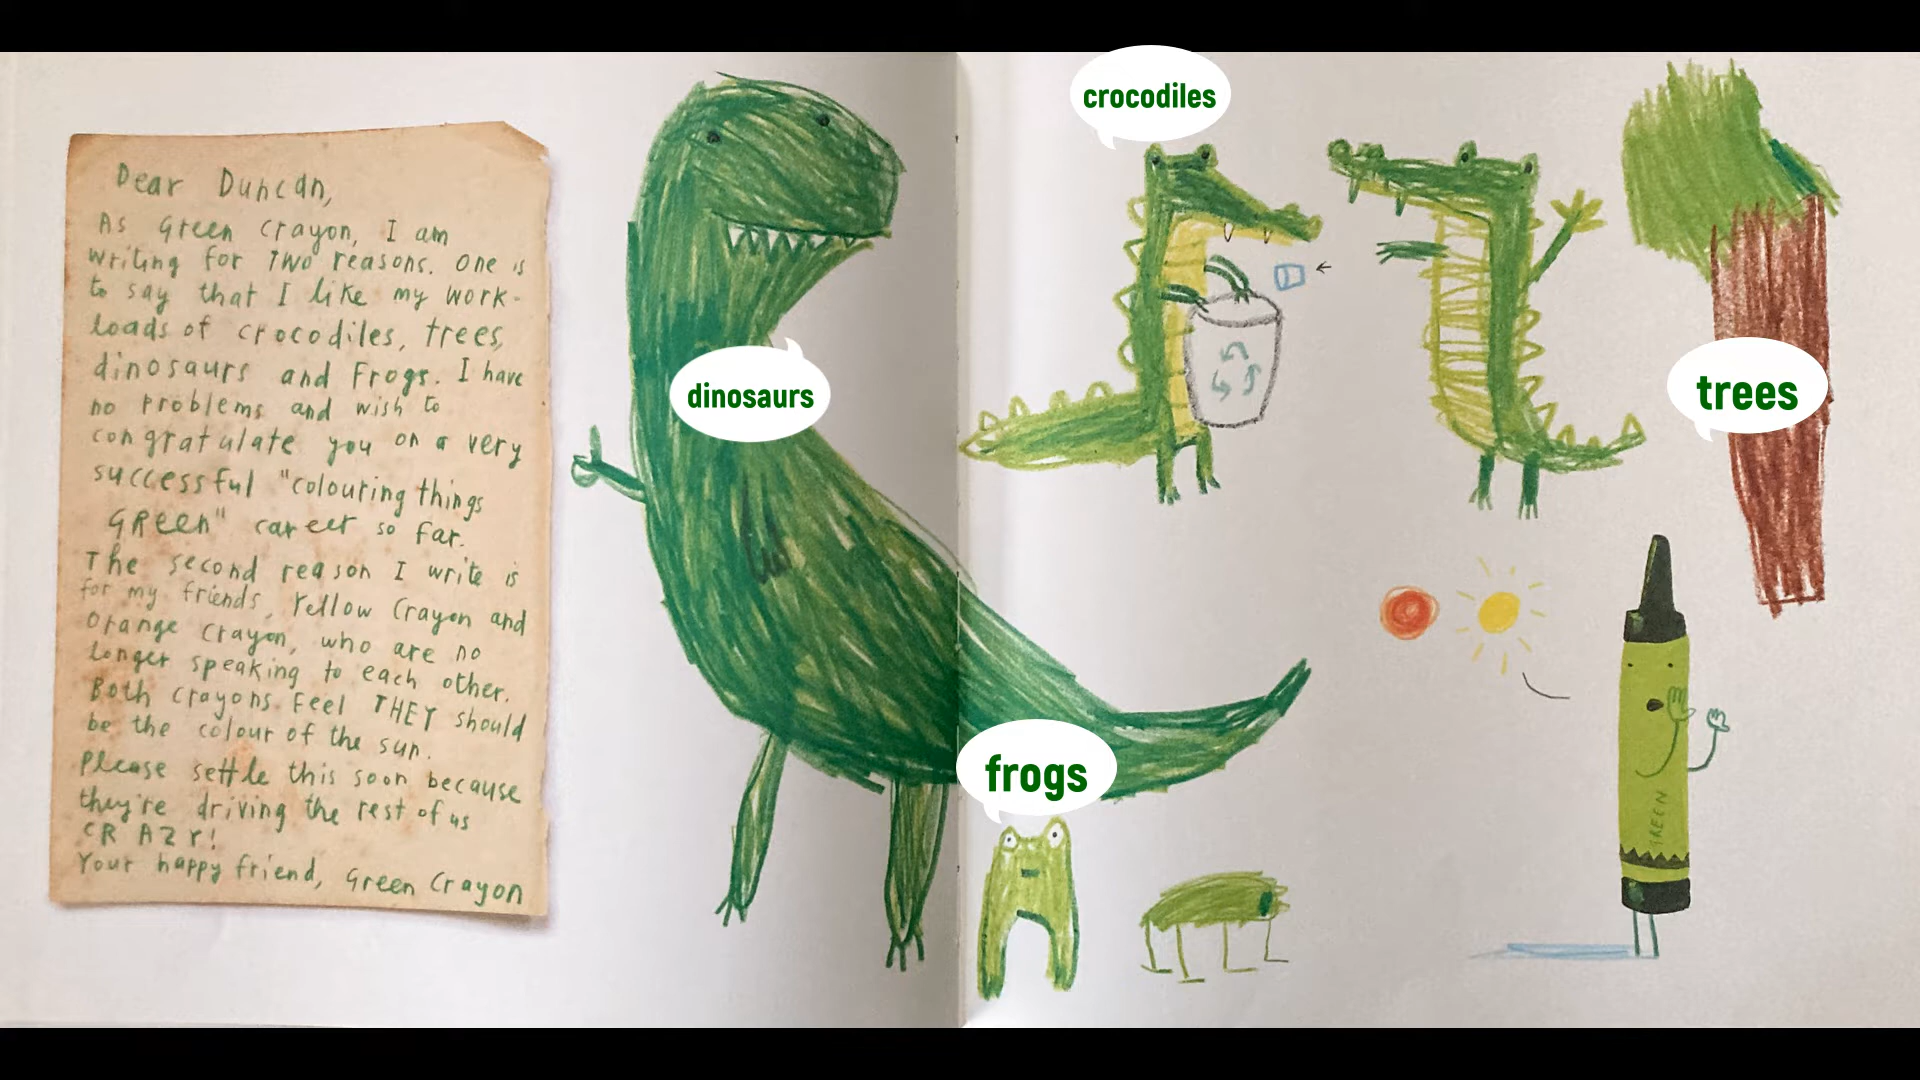 Dear Duncan,
As Green Crayon, I am
writing for TWO reasons. One is
to say that I like my work-
loads of crocodiles, trees,
dinosaurs and Frogs. I have
no problems and wish to
congratulate you on a very
successful "colouring things
GReen" career so far.
The second reason I write is
for my friends, Yellow Crayon and
Orange Crayon, who are no
longer speaking to each other.
Both crayons feel THEY should
be the colour of the sun.
Please settle this soon because
they're driving the rest of us
CRAZY!
Your happy friend, Green Crayon
crocodiles
dinosaurs
trees
frogs